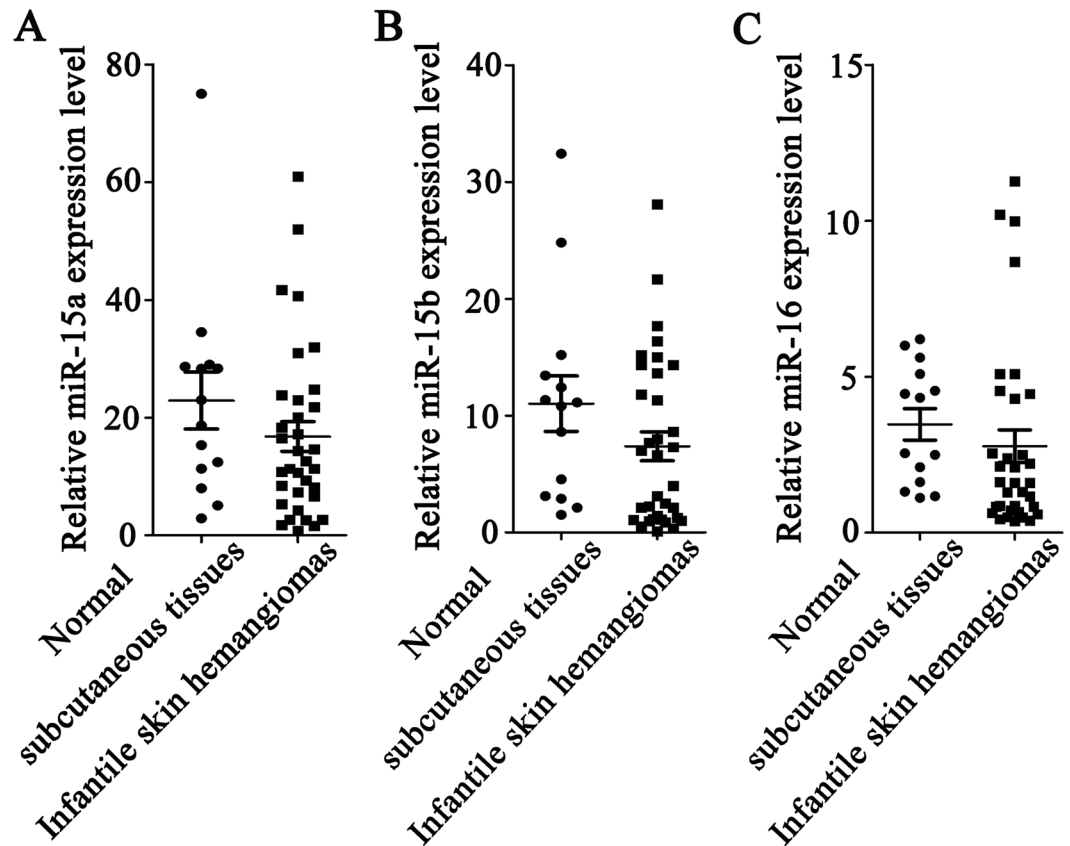 A
Relative miR-15a expression level
80
60
40
20
0
Normal
subcutaneous tissues
Infantile skin hemangiomas
B
Relative miR-15b expression level
40
30
20
10
0
Normal
subcutaneous tissues
Infantile skin hemangiomas
C
Relative miR-16 expression level
15
10
5
0
Normal
subcutaneous tissues
Infantile skin hemangiomas